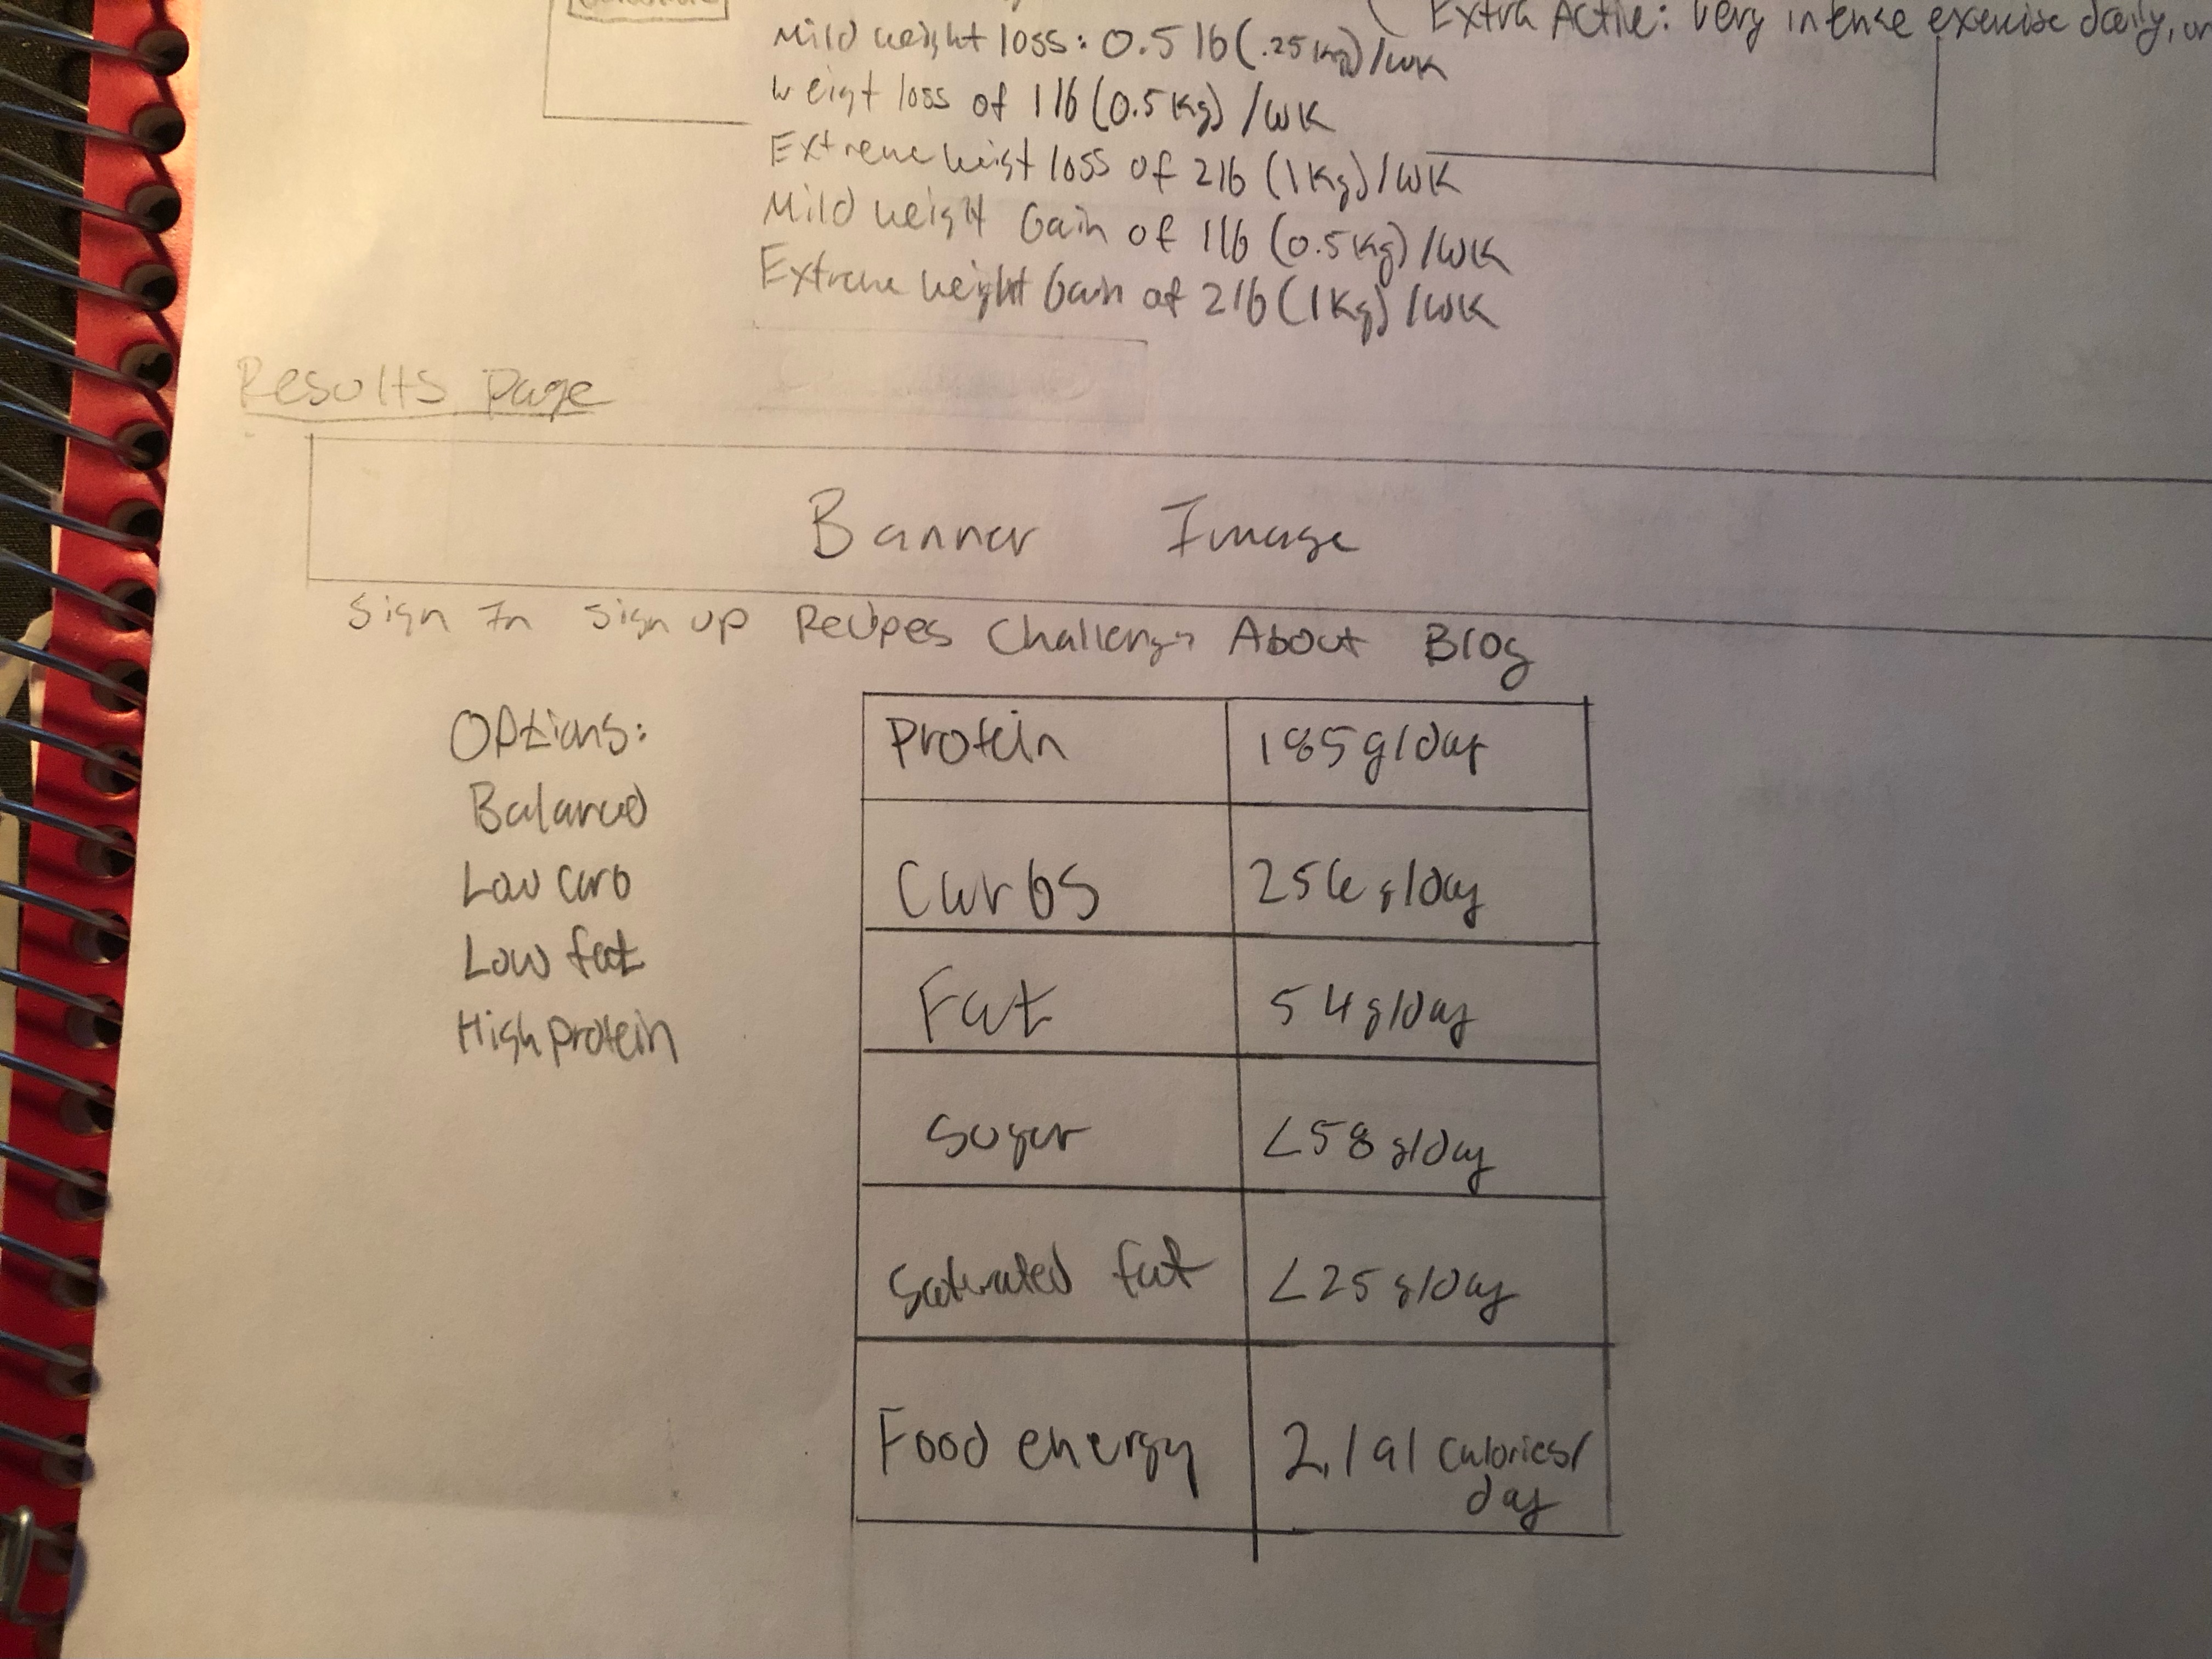 Extra Active: Very intense exercise daily, or
Mild weight loss: 0.5 lb (.25 kg)/wk
weigt loss of 1 lb (0.5 kg) /wk
Extreme weigt loss of 2 lb (1 kg)/wk
Mild weight Gain of 1 lb (0.5 kg) /wk
Extreme weight Gain of 2 lb (1 kg) /wk
Results page
Banner Image
Sign In Sign up Recipes Challenge About Blog
Options:
Balanced
Low carb
Low fat
High protein
Protein 185 g/day
Carbs 256 g/day
Fat 54 g/day
Sugar <58 g/day
Saturated fat <25 g/day
Food energy 2,191 calories/
day